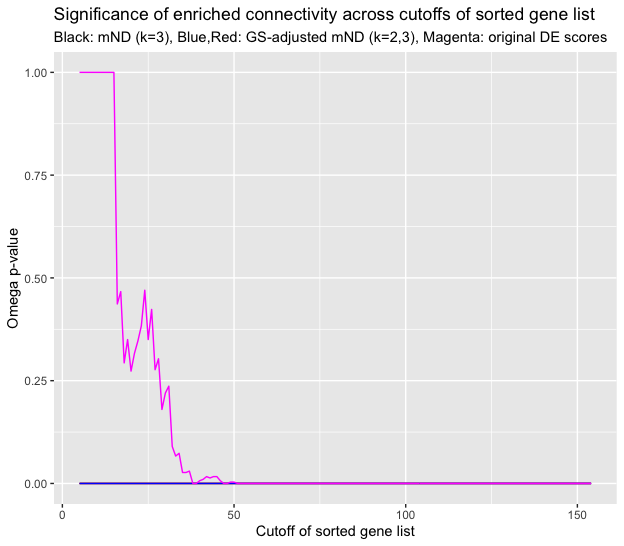 Significance of enriched connectivity across cutoffs of sorted gene list
Black: mND (k=3), Blue,Red: GS-adjusted mND (k=2,3), Magenta: original DE scores
1.00
0.75
0.50
0.25
0.00
Omega p-value
0 50 100 150
Cutoff of sorted gene list